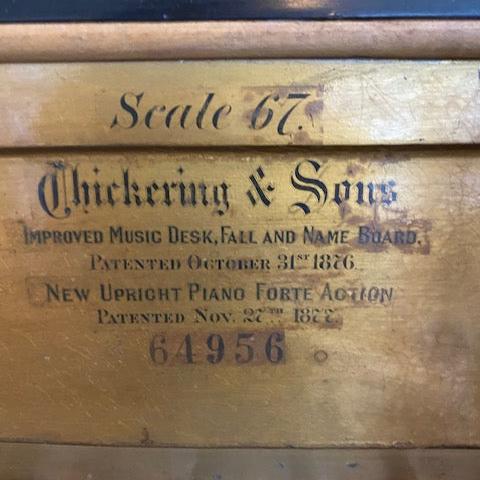 Scale 67.
Chickering & Sons
IMPROVED MUSIC DESK, FALL AND NAME BOARD.
PATENTED OCTOBER 31ST 1876.
NEW UPRIGHT PIANO FORTE ACTION
PATENTED NOV. 27TH 1877.
64956